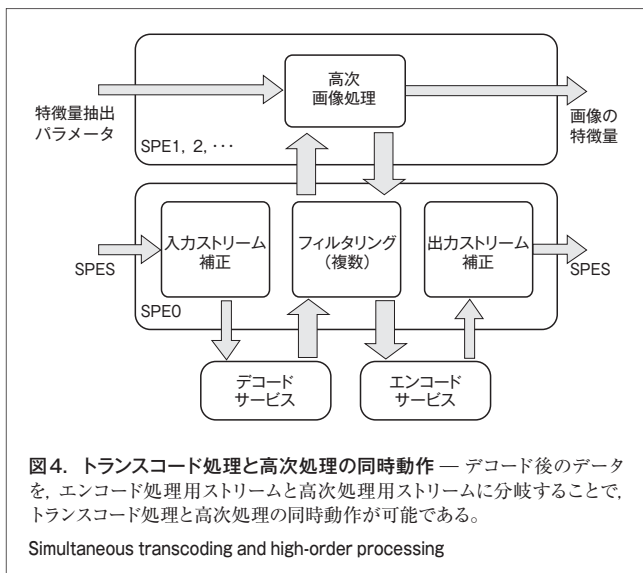 高次
画像処理
特徴量抽出
パラメータ
画像の
特徴量
SPE1, 2, ･･･
入力ストリーム
補正
フィルタリング
(複数)
出力ストリーム
補正
SPES
SPES
SPE0
デコード
サービス
エンコード
サービス
図4. トランスコード処理と高次処理の同時動作 — デコード後のデータ
を, エンコード処理用ストリームと高次処理用ストリームに分岐することで,
トランスコード処理と高次処理の同時動作が可能である。
Simultaneous transcoding and high-order processing